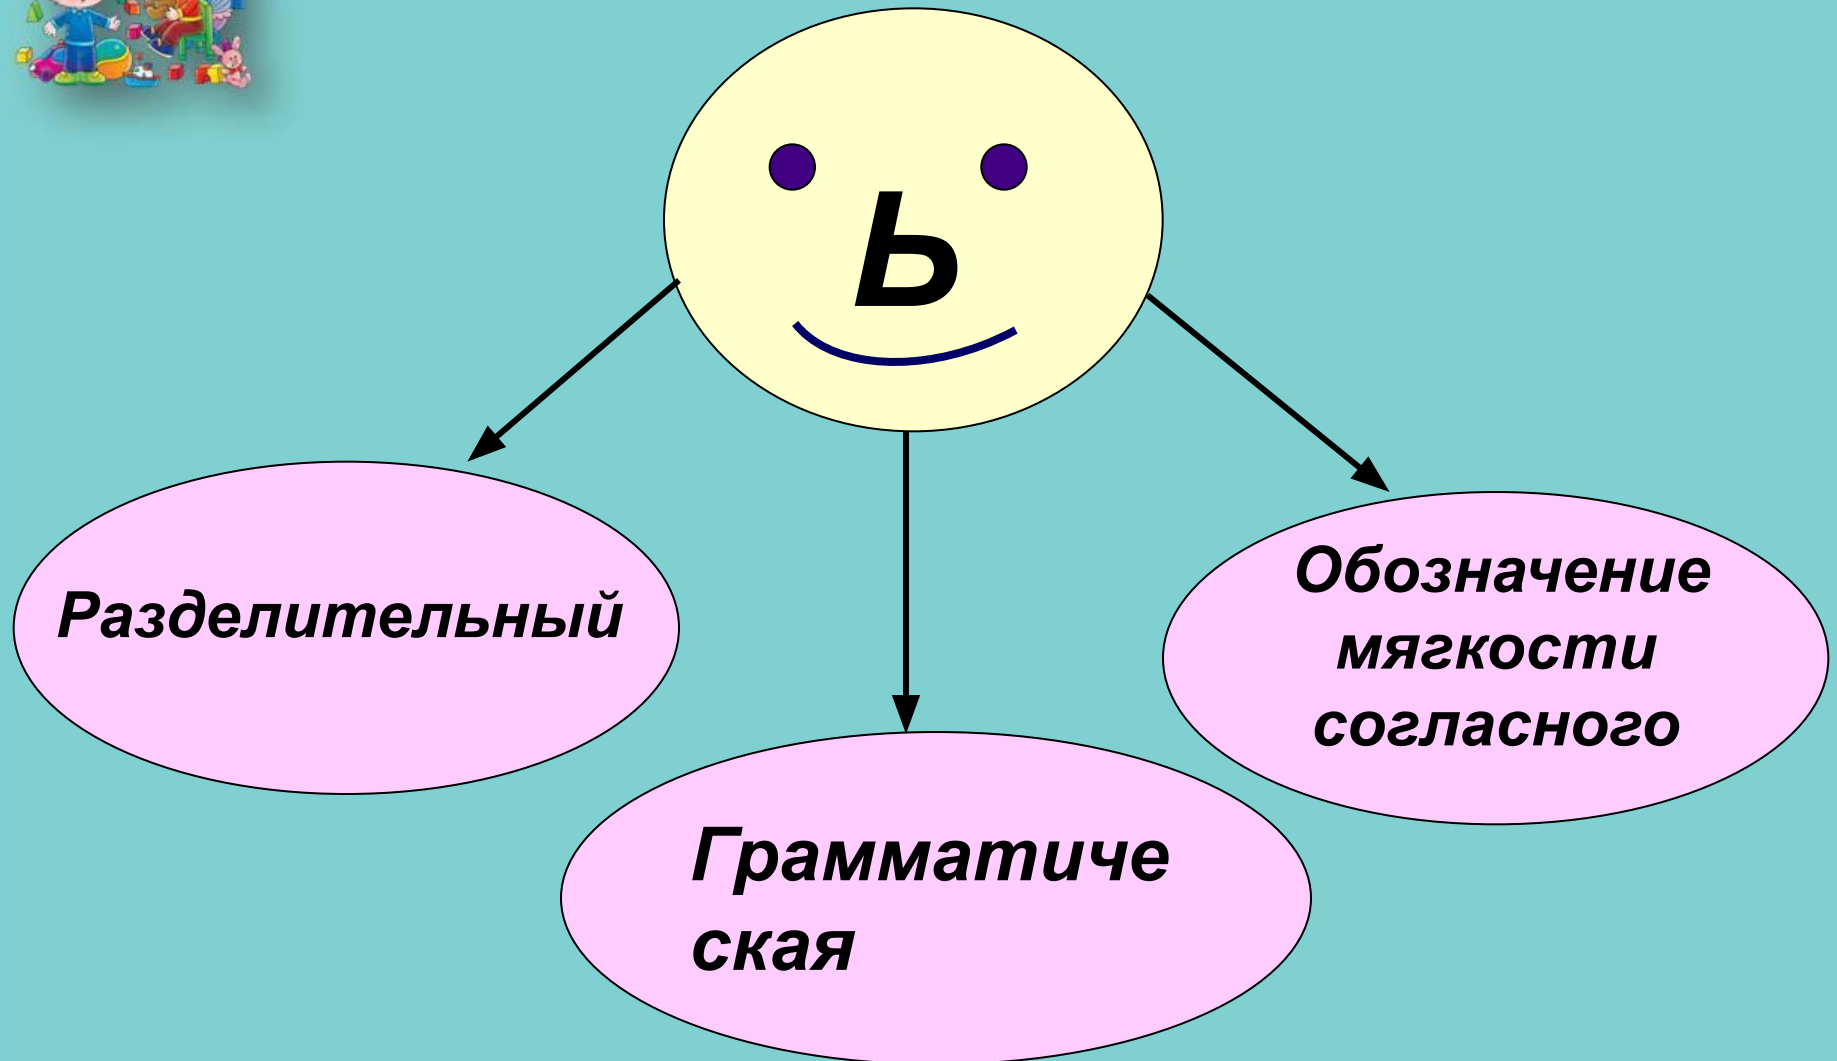 Ь
Разделительный
Обозначение
мягкости
согласного
Грамматиче
ская